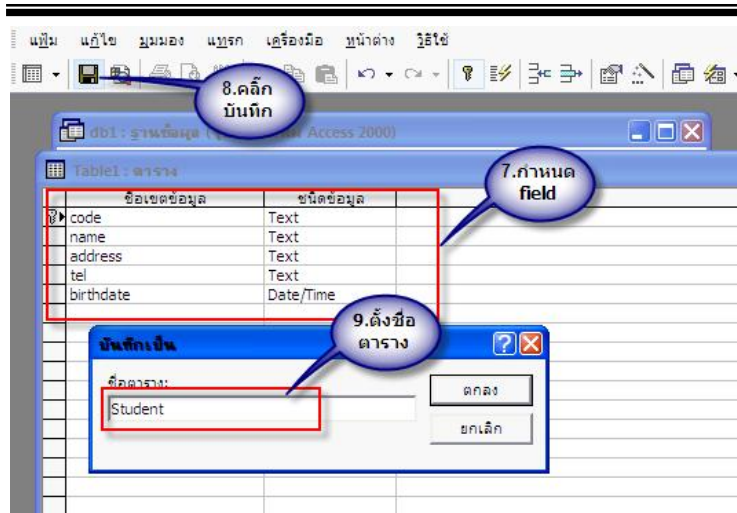 แฟ้ม แก้ไข มุมมอง แทรก เครื่องมือ หน้าต่าง วิธีใช้
8.คลิ๊ก
บันทึก
db1 : ฐานข้อมูล Access 2000)
Table1 : ตาราง
7.กำหนด
field
ชื่อเขตข้อมูล ชนิดข้อมูล
code Text
name Text
address Text
tel Text
birthdate Date/Time
9.ตั้งชื่อ
ตาราง
บันทึกเป็น
ชื่อตาราง:
Student
ตกลง
ยกเลิก